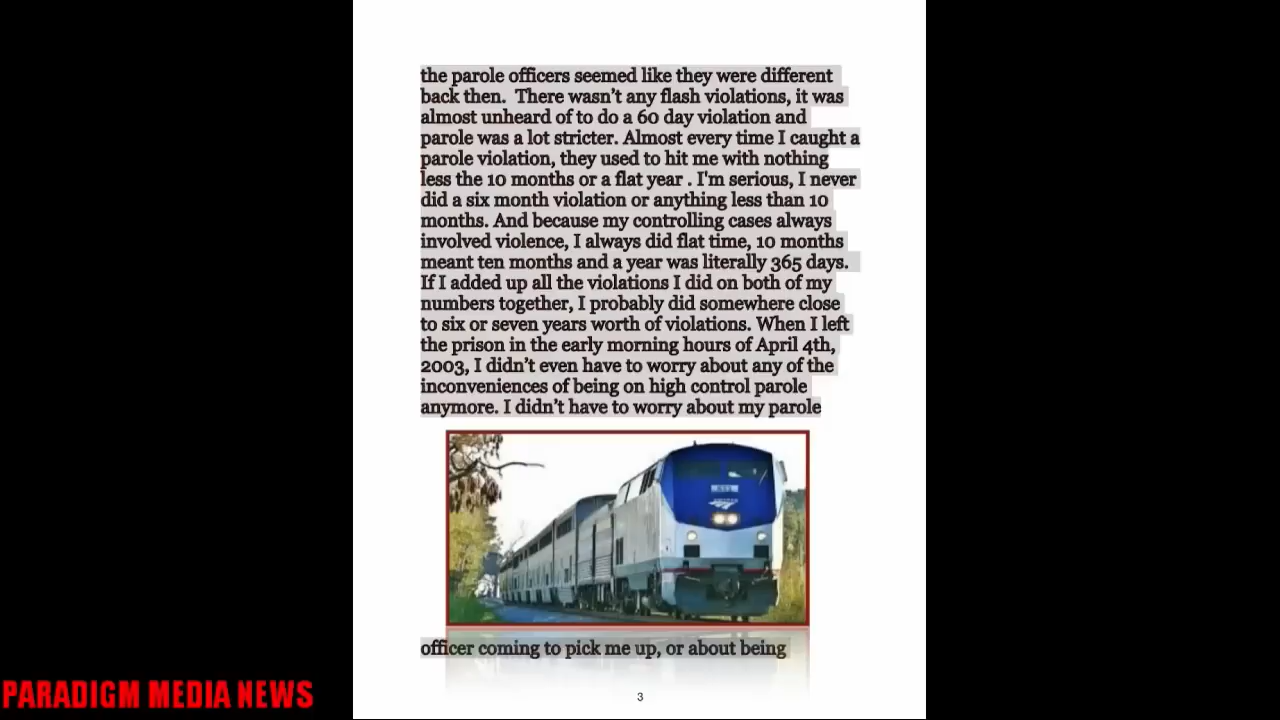 the parole officers seemed like they were different
back then.  There wasn't any flash violations, it was
almost unheard of to do a 60 day violation and
parole was a lot stricter. Almost every time I caught a
parole violation, they used to hit me with nothing
less the 10 months or a flat year . I'm serious, I never
did a six month violation or anything less than 10
months. And because my controlling cases always
involved violence, I always did flat time, 10 months
meant ten months and a year was literally 365 days.
If I added up all the violations I did on both of my
numbers together, I probably did somewhere close
to six or seven years worth of violations. When I left
the prison in the early morning hours of April 4th,
2003, I didn't even have to worry about any of the
inconveniences of being on high control parole
anymore. I didn't have to worry about my parole
officer coming to pick me up, or about being
3
PARADIGM MEDIA NEWS